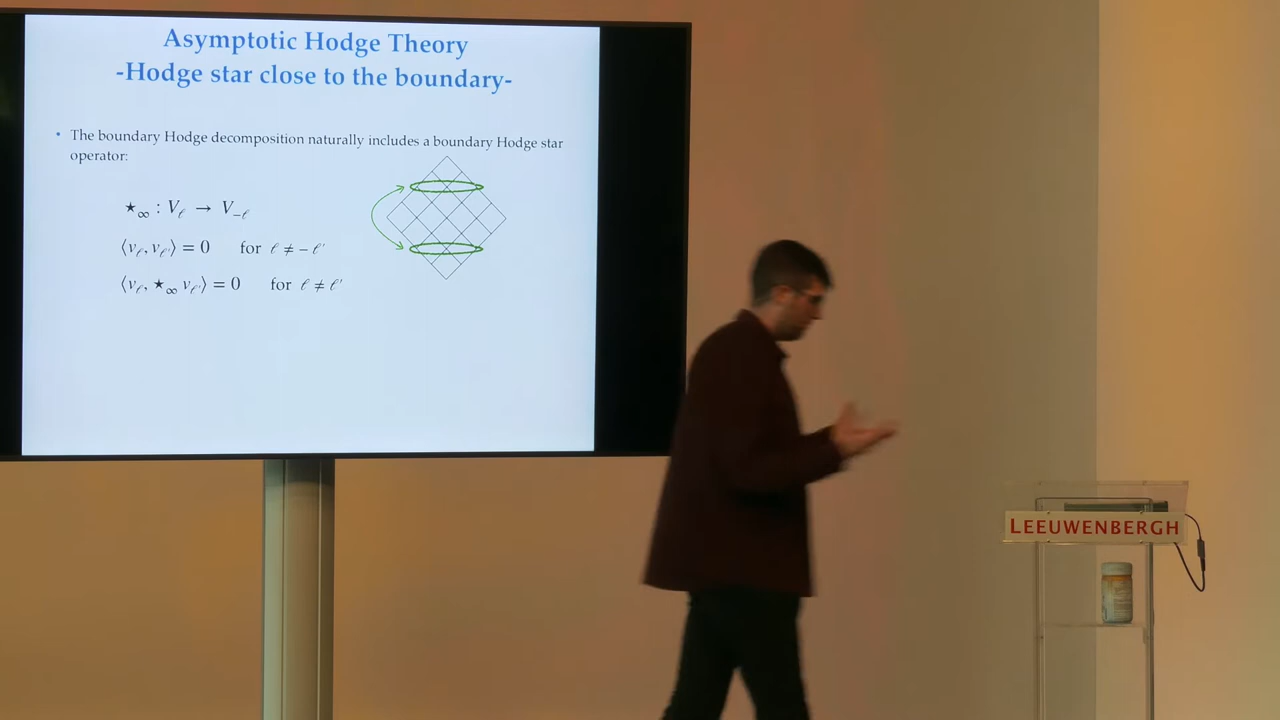 Asymptotic Hodge Theory
-Hodge star close to the boundary-
• The boundary Hodge decomposition naturally includes a boundary Hodge star
operator:
★∞ : Vℓ → V−ℓ
⟨vℓ, vℓ′⟩ = 0 for ℓ ≠ − ℓ′
⟨vℓ, ★∞ vℓ′⟩ = 0 for ℓ ≠ ℓ′
LEEUWENBERGH